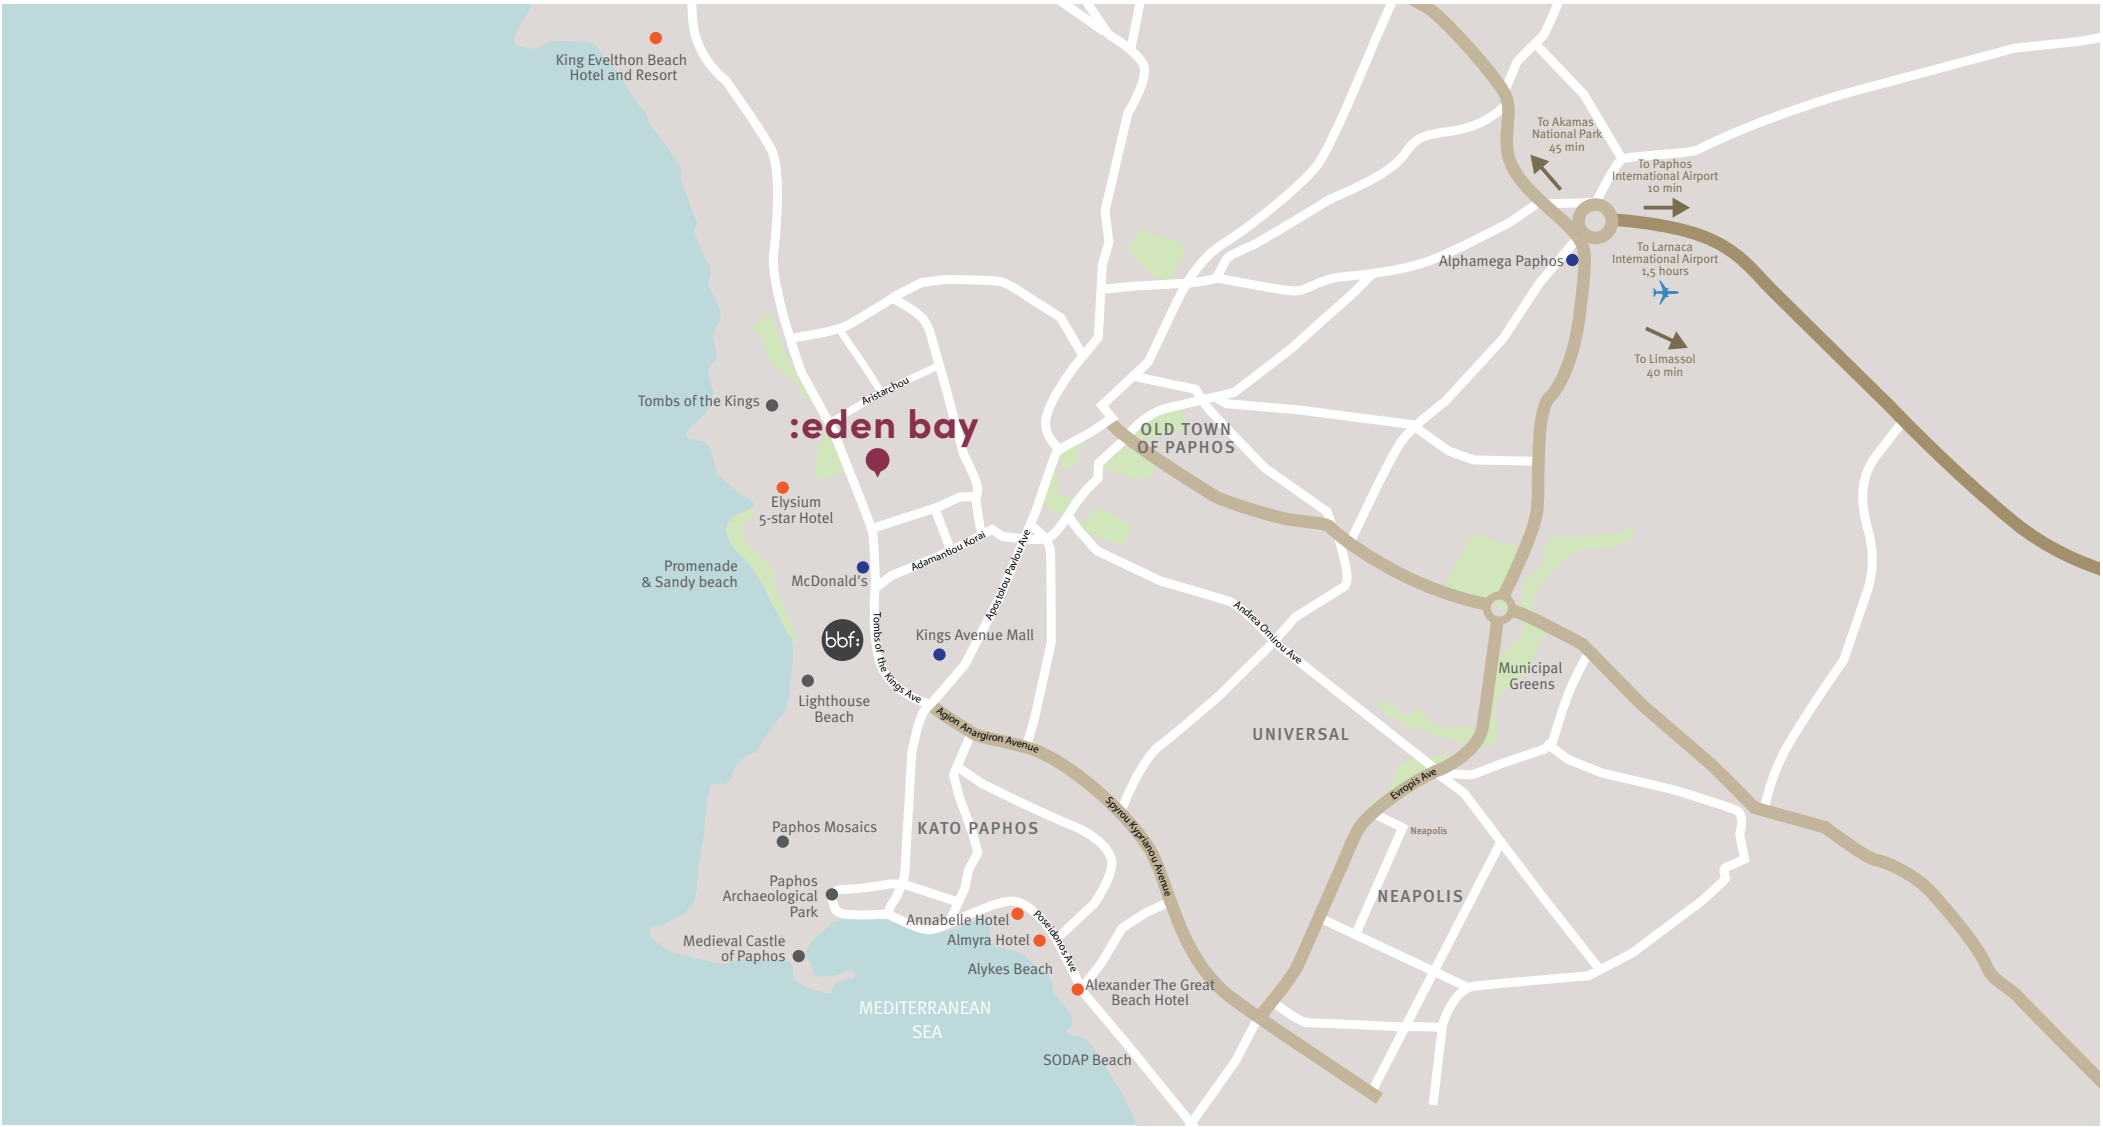 King Evelthon Beach
Hotel and Resort
To Akamas
National Park
45 min
To Paphos
International Airport
10 min
To Larnaca
International Airport
1,5 hours
Alphamega Paphos
To Limassol
40 min
Aristarchou
Tombs of the Kings
:eden bay
OLD TOWN
OF PAPHOS
Elysium
5-star Hotel
Adamantiou Korai
Apostolou Pavlou Ave
Promenade
& Sandy beach
McDonald's
Tombs of the Kings Ave
bbf:
Kings Avenue Mall
Andrea Omirou Ave
Municipal
Greens
Lighthouse
Beach
Agion Anargiron Avenue
UNIVERSAL
Evropis Ave
Spyrou Kyprianou Avenue
Paphos Mosaics
KATO PAPHOS
Neapolis
Paphos
Archaeological
Park
NEAPOLIS
Annabelle Hotel
Poseidonos Ave
Almyra Hotel
Medieval Castle
of Paphos
Alykes Beach
Alexander The Great
Beach Hotel
MEDITERRANEAN
SEA
SODAP Beach